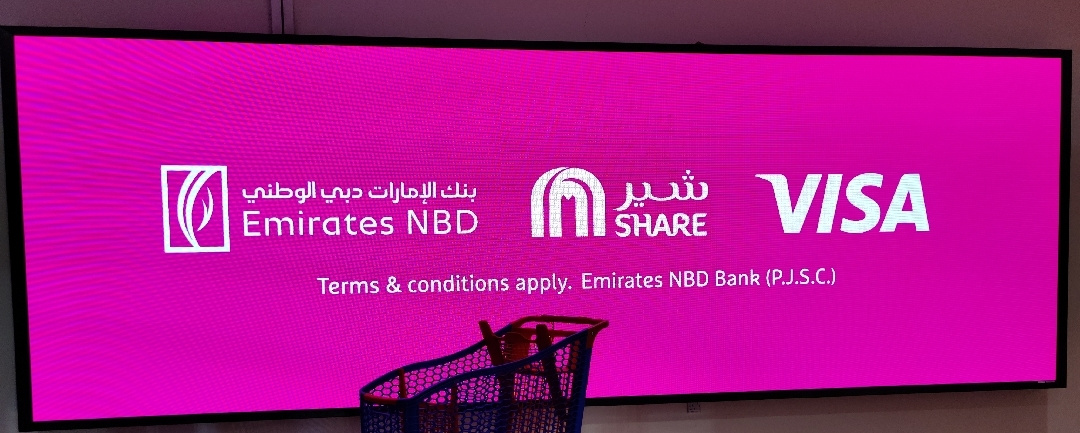 بنك الإمارات دبي الوطني
Emirates NBD
شير
SHARE
VISA
Terms & conditions apply. Emirates NBD Bank (P.J.S.C.)